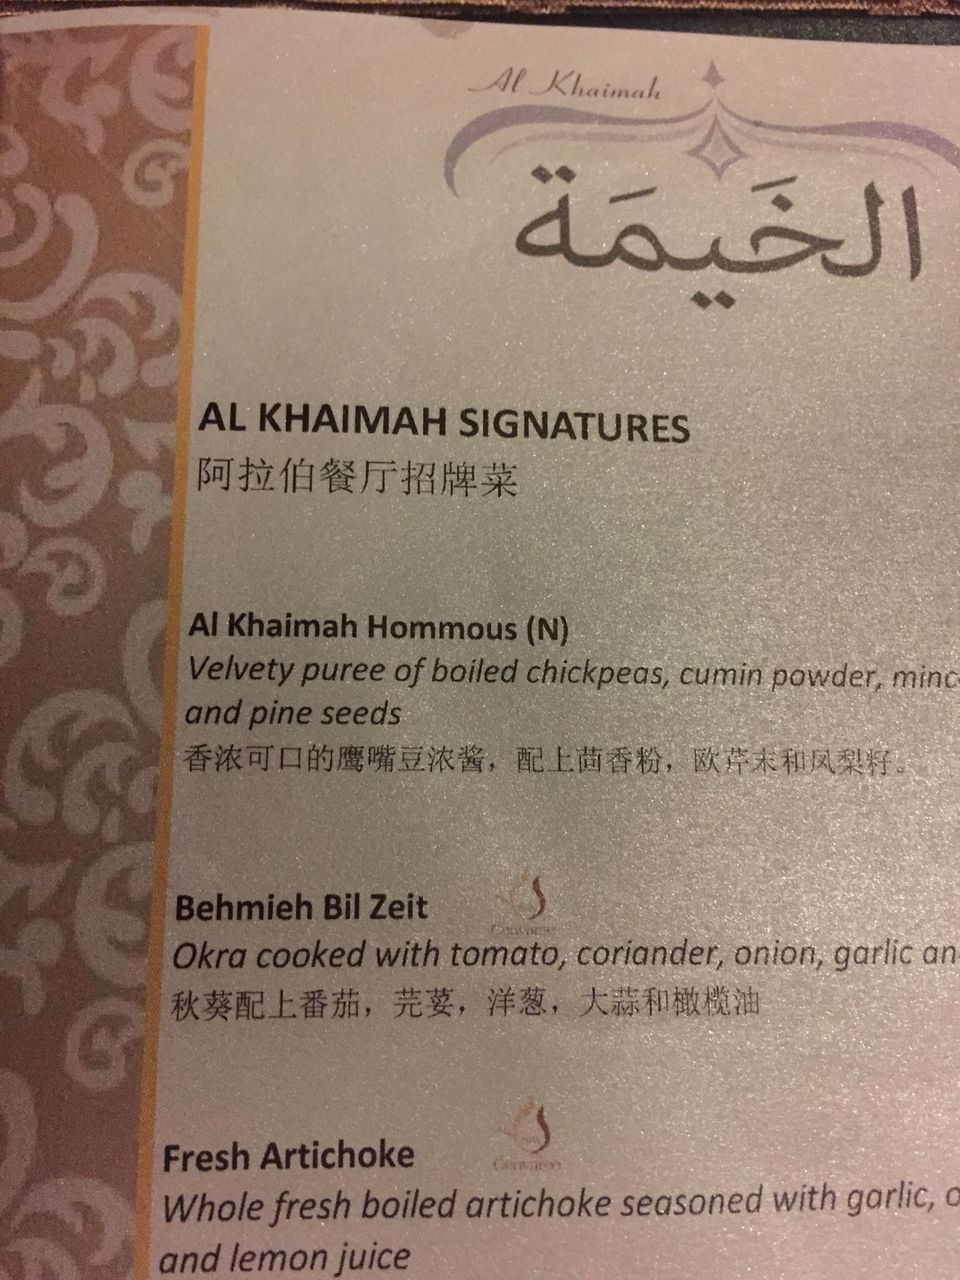 Al Khaimah
الخَيمَة
AL KHAIMAH SIGNATURES
阿拉伯餐厅招牌菜
Al Khaimah Hommous (N)
Velvety puree of boiled chickpeas, cumin powder,
and pine seeds
香浓可口的鹰嘴豆浓酱，配上茴香粉，欧芹末和凤梨籽。
Behmieh Bil Zeit
Okra cooked with tomato, coriander, onion, garlic
秋葵配上番茄，芫荽，洋葱，大蒜和橄榄油
Fresh Artichoke
Whole fresh boiled artichoke seasoned with garlic,
and lemon juice